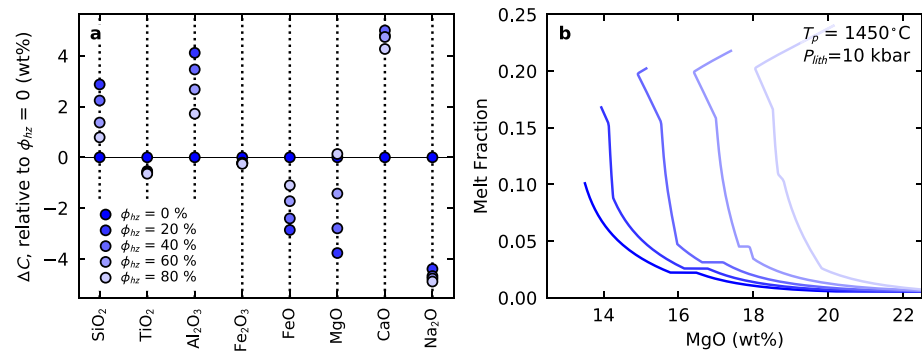 a
ΔC, relative to ϕhz = 0 (wt%)
4
2
0
−2
−4
ϕhz = 0 %
ϕhz = 20 %
ϕhz = 40 %
ϕhz = 60 %
ϕhz = 80 %
SiO₂
TiO₂
Al₂O₃
Fe₂O₃
FeO
MgO
CaO
Na₂O
b
Tp = 1450°C
Plith=10 kbar
Melt Fraction
0.25
0.20
0.15
0.10
0.05
0.00
14 16 18 20 22
MgO (wt%)